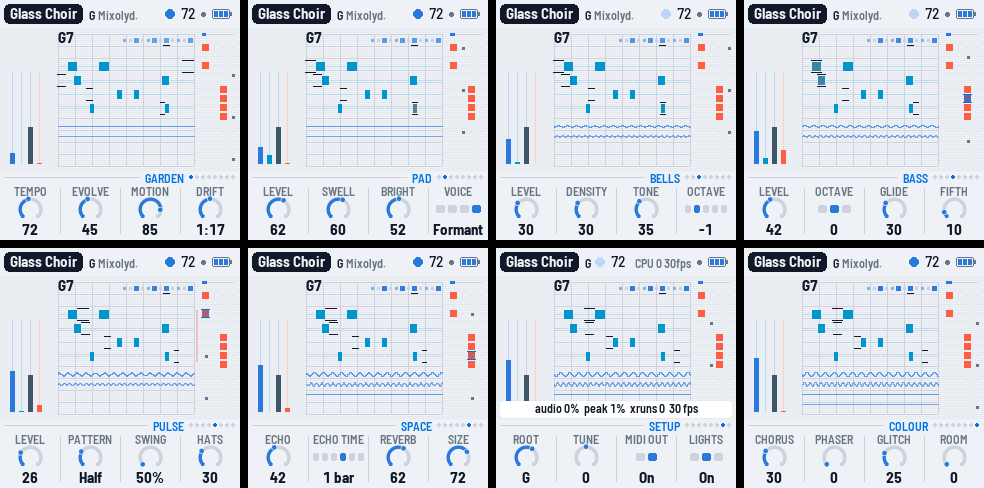 Glass Choir G Mixolyd. 72
G7
GARDEN
TEMPO EVOLVE MOTION DRIFT
72 45 85 1:17
Glass Choir G Mixolyd. 72
G7
PAD
LEVEL SWELL BRIGHT VOICE
62 60 52 Formant
Glass Choir G Mixolyd. 72
G7
BELLS
LEVEL DENSITY TONE OCTAVE
30 30 35 -1
Glass Choir G Mixolyd. 72
G7
BASS
LEVEL OCTAVE GLIDE FIFTH
42 0 30 10
Glass Choir G Mixolyd. 72
G7
PULSE
LEVEL PATTERN SWING HATS
26 Half 50% 30
Glass Choir G Mixolyd. 72
G7
SPACE
ECHO ECHO TIME REVERB SIZE
42 1 bar 62 72
Glass Choir G 72 CPU 0 30fps
G7
audio 0% peak 1% xruns 0 30 fps
SETUP
ROOT TUNE MIDI OUT LIGHTS
G 0 On On
Glass Choir G Mixolyd. 72
G7
COLOUR
CHORUS PHASER GLITCH ROOM
30 0 25 0